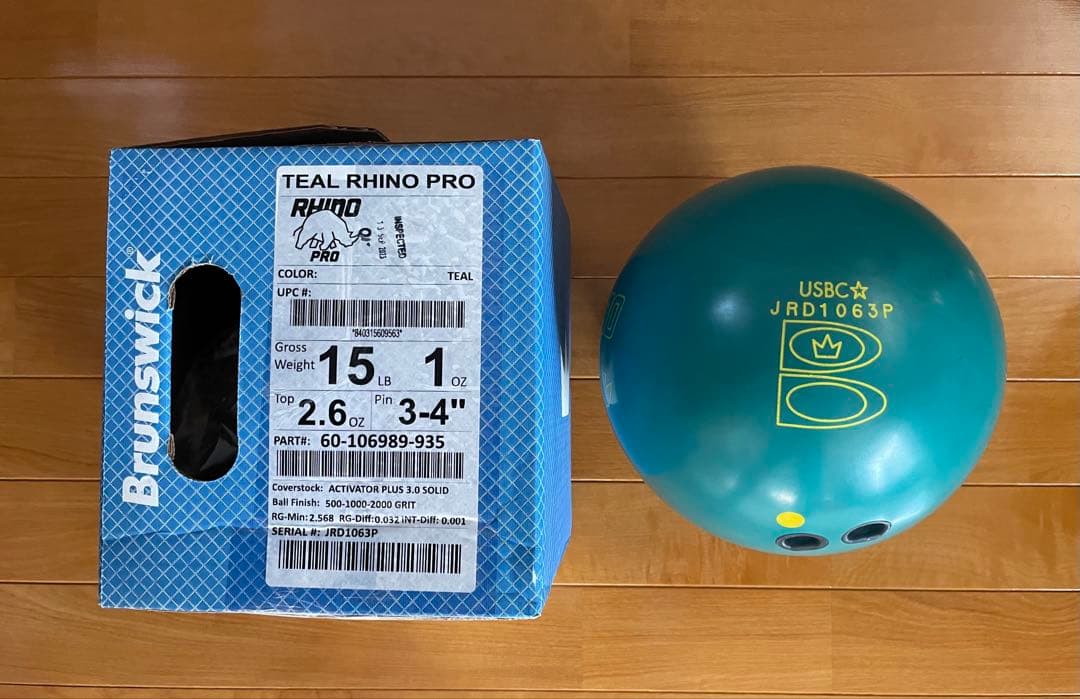 Brunswick®
TEAL RHINO PRO
RHINO
PRO
INSPECTED
COLOR: TEAL
UPC #:
*840315609563*
Gross Weight 15 LB 1 OZ
Top 2.6 OZ Pin 3-4"
PART#: 60-106989-935
Coverstock: ACTIVATOR PLUS 3.0 SOLID
Ball Finish: 500-1000-2000 GRIT
RG-Min: 2.568 RG-Diff: 0.032 INT-Diff: 0.001
SERIAL #: JRD1063P
USBC☆
JRD1063P